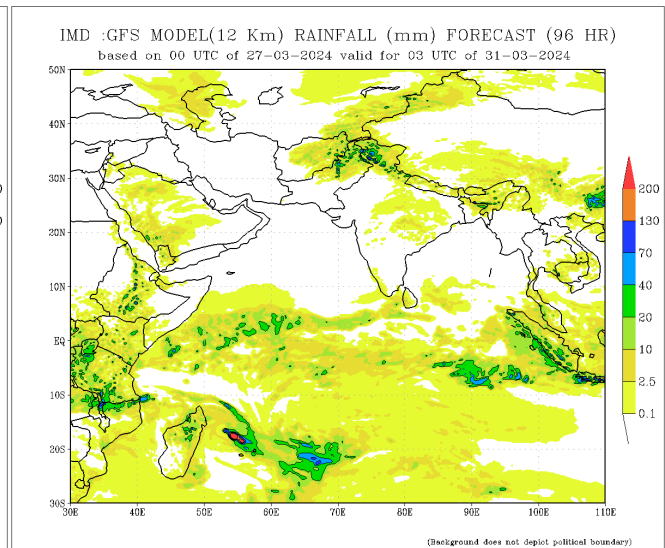 IMD :GFS MODEL(12 Km) RAINFALL (mm) FORECAST (96 HR)
based on 00 UTC of 27-03-2024 valid for 03 UTC of 31-03-2024
50N
40N
30N
20N
10N
EQ
10S
20S
30S
30E 40E 50E 60E 70E 80E 90E 100E 110E
200
130
70
40
20
10
2.5
0.1
(Background does not depict political boundary)